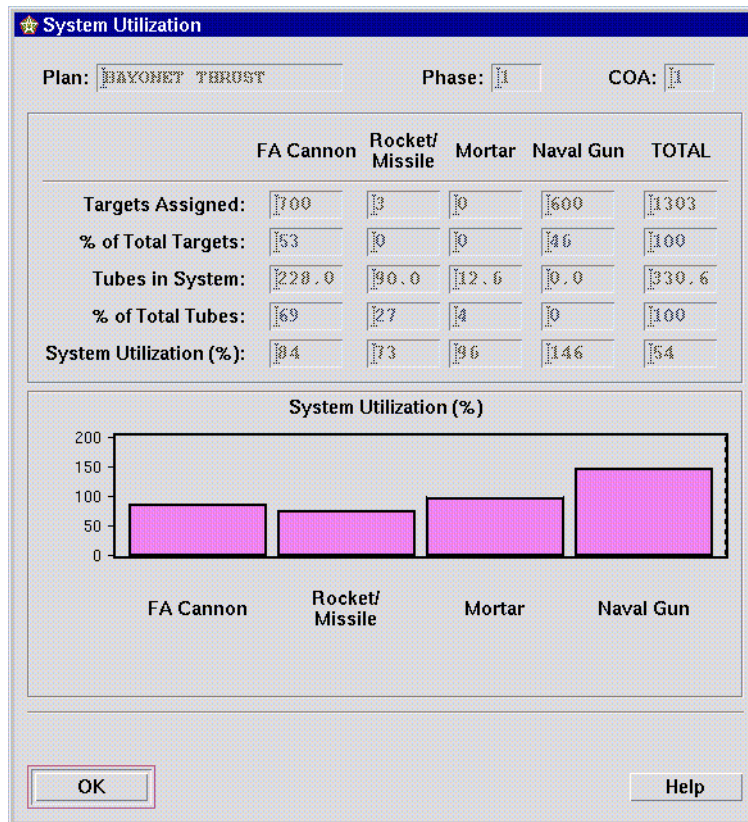 System Utilization
Plan: BAYONET THRUST Phase: 1 COA: 1
FA Cannon Rocket/ Missile Mortar Naval Gun TOTAL
Targets Assigned: 700 3 0 600 1303
% of Total Targets: 53 0 0 46 100
Tubes in System: 228.0 90.0 12.6 0.0 330.6
% of Total Tubes: 69 27 4 0 100
System Utilization (%): 84 73 96 146 54
System Utilization (%)
200
150
100
50
0
FA Cannon Rocket/ Missile Mortar Naval Gun
OK Help